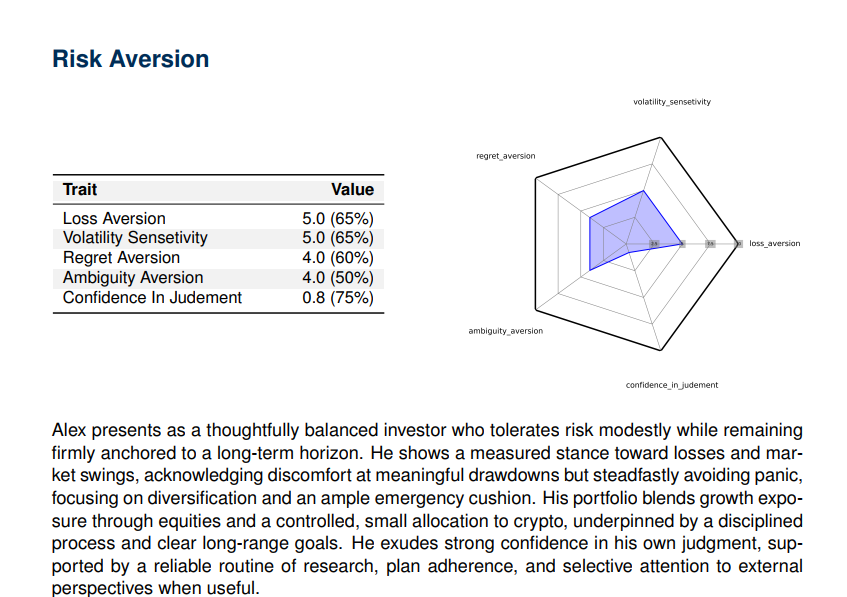 Risk Aversion
Trait Value
Loss Aversion 5.0 (65%)
Volatility Sensetivity 5.0 (65%)
Regret Aversion 4.0 (60%)
Ambiguity Aversion 4.0 (50%)
Confidence In Judement 0.8 (75%)
volatility_sensetivity
regret_aversion
loss_aversion
ambiguity_aversion
confidence_in_judement
Alex presents as a thoughtfully balanced investor who tolerates risk modestly while remaining
firmly anchored to a long-term horizon. He shows a measured stance toward losses and mar-
ket swings, acknowledging discomfort at meaningful drawdowns but steadfastly avoiding panic,
focusing on diversification and an ample emergency cushion. His portfolio blends growth expo-
sure through equities and a controlled, small allocation to crypto, underpinned by a disciplined
process and clear long-range goals. He exudes strong confidence in his own judgment, sup-
ported by a reliable routine of research, plan adherence, and selective attention to external
perspectives when useful.